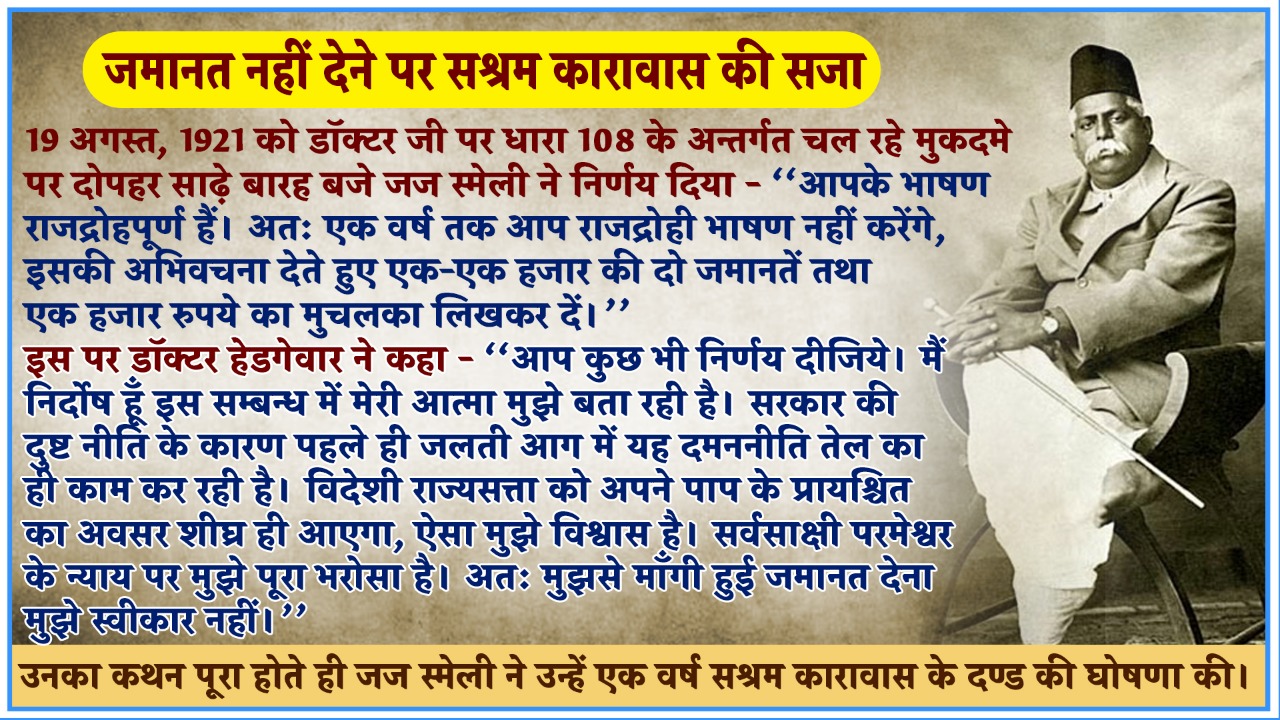 जमानत नहीं देने पर सश्रम कारावास की सजा
19 अगस्त, 1921 को डॉक्टर जी पर धारा 108 के अन्तर्गत चल रहे मुकदमे
पर दोपहर साढ़े बारह बजे जज स्मेली ने निर्णय दिया - ‘‘आपके भाषण
राजद्रोहपूर्ण हैं। अतः एक वर्ष तक आप राजद्रोही भाषण नहीं करेंगे,
इसकी अभिवचना देते हुए एक-एक हजार की दो जमानतें तथा
एक हजार रुपये का मुचलका लिखकर दें।’’
इस पर डॉक्टर हेडगेवार ने कहा - ‘‘आप कुछ भी निर्णय दीजिये। मैं
निर्दोष हूँ इस सम्बन्ध में मेरी आत्मा मुझे बता रही है। सरकार की
दुष्ट नीति के कारण पहले ही जलती आग में यह दमननीति तेल का
ही काम कर रही है। विदेशी राज्यसत्ता को अपने पाप के प्रायश्चित
का अवसर शीघ्र ही आएगा, ऐसा मुझे विश्वास है। सर्वसाक्षी परमेश्वर
के न्याय पर मुझे पूरा भरोसा है। अतः मुझसे माँगी हुई जमानत देना
मुझे स्वीकार नहीं।’’
उनका कथन पूरा होते ही जज स्मेली ने उन्हें एक वर्ष सश्रम कारावास के दण्ड की घोषणा की।